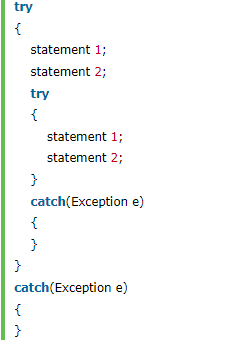 try
{
statement 1;
statement 2;
try
{
statement 1;
statement 2;
}
catch(Exception e)
{
}
}
catch(Exception e)
{
}